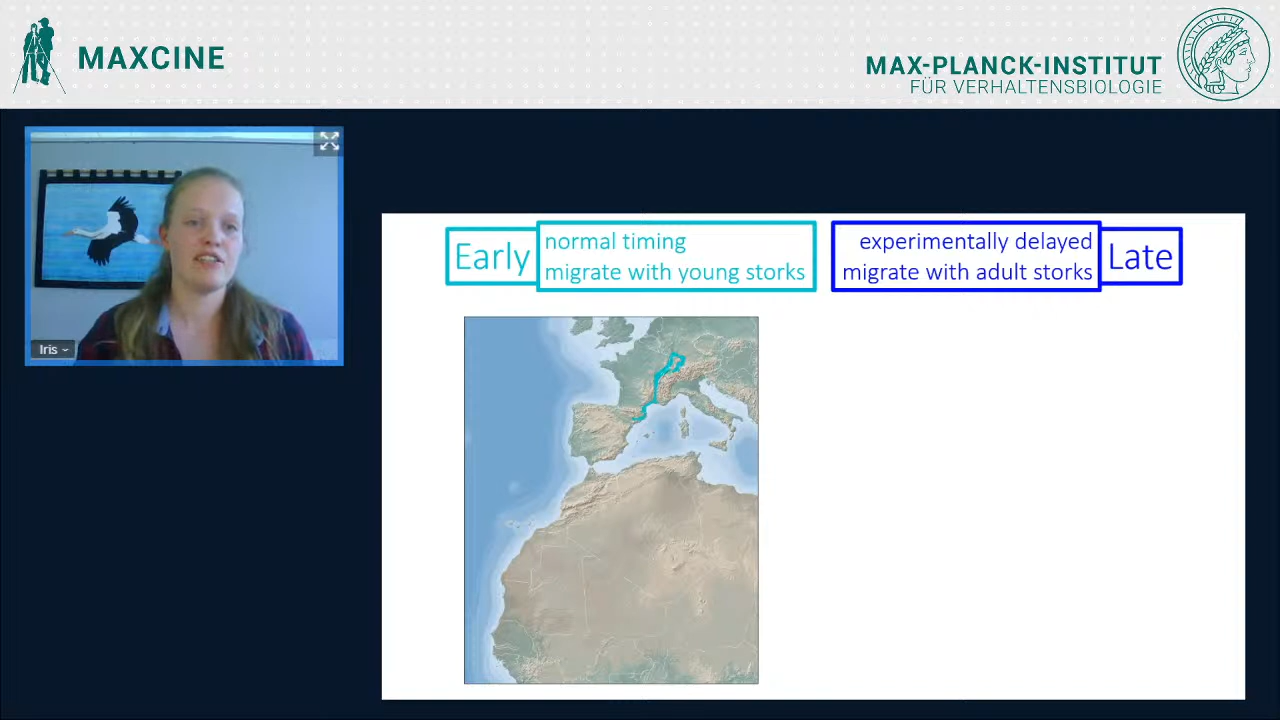 MAXCINE
MAX-PLANCK-INSTITUT
FÜR VERHALTENSBIOLOGIE
Iris
Early
normal timing
migrate with young storks
experimentally delayed
migrate with adult storks
Late